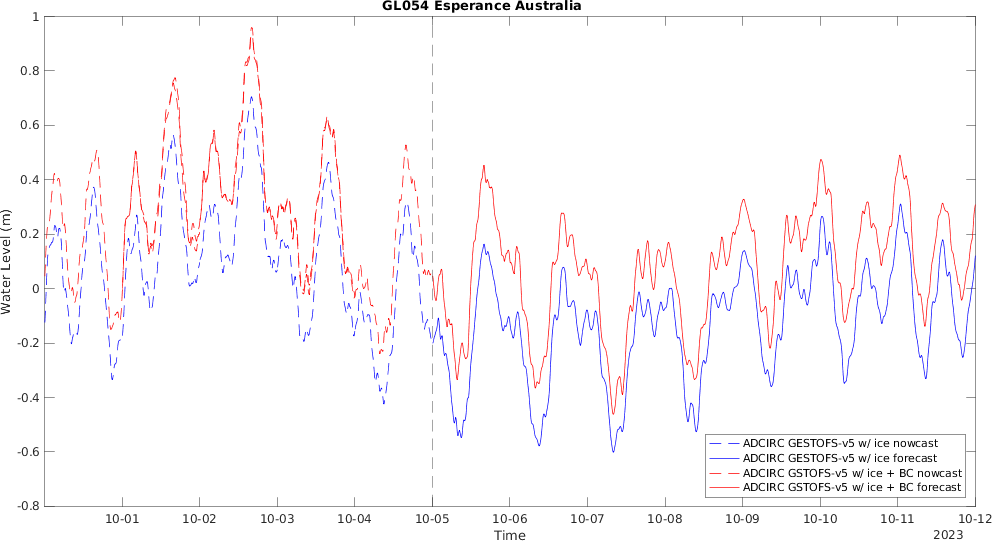 GL054 Esperance Australia
1
0.8
0.6
0.4
0.2
0
-0.2
-0.4
-0.6
-0.8
Water Level (m)
10-01 10-02 10-03 10-04 10-05 10-06 10-07 10-08 10-09 10-10 10-11 10-12
Time
2023
ADCIRC GESTOFS-v5 w/ ice nowcast
ADCIRC GESTOFS-v5 w/ ice forecast
ADCIRC GSTOFS-v5 w/ ice + BC nowcast
ADCIRC GSTOFS-v5 w/ ice + BC forecast